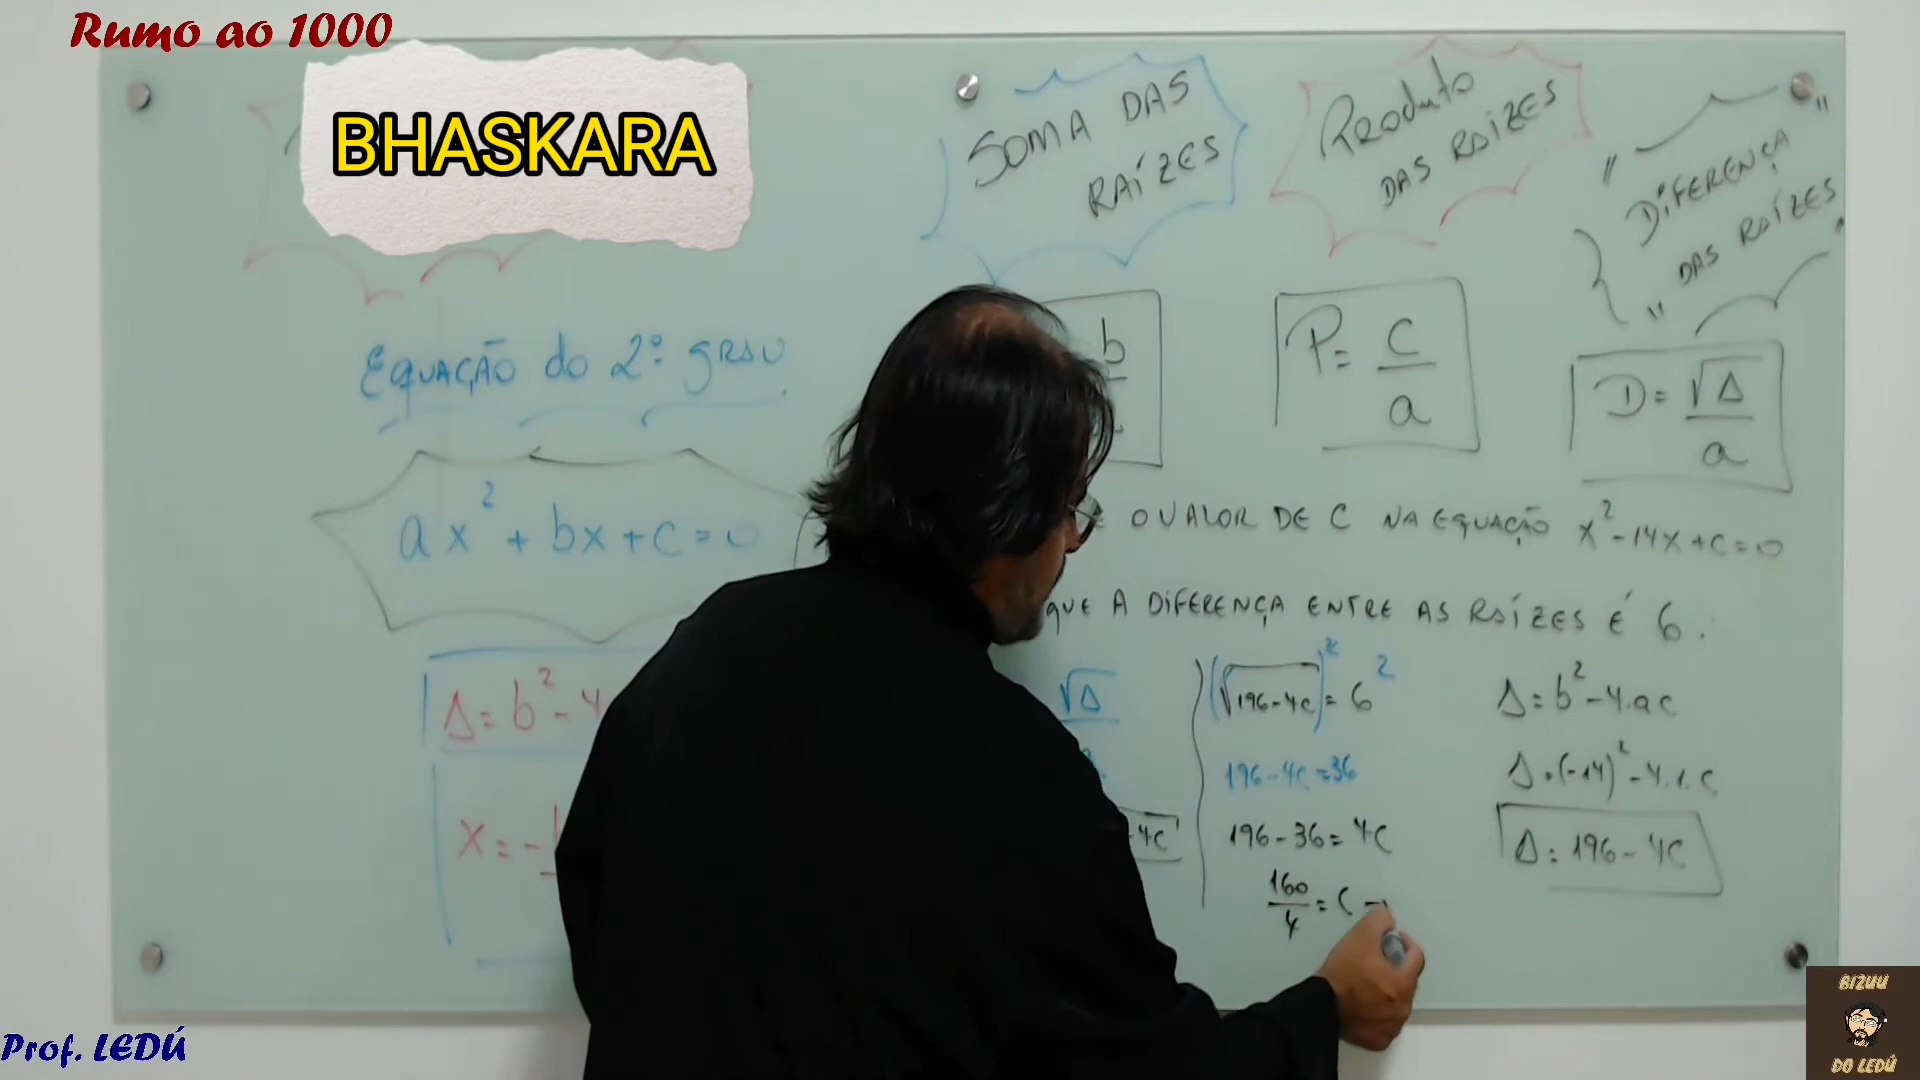 Rumo ao 1000
BHASKARA
SOMA DAS
RAÍZES
PRODUTO
DAS RAÍZES
"DIFERENÇA"
"DAS RAÍZES"
EQUAÇÃO do 2º grau
b
P = c/a
D = √Δ/a
ax² + bx + c = 0
O VALOR DE C NA EQUAÇÃO x² - 14x + c = 0
QUE A DIFERENÇA ENTRE AS RAÍZES É 6.
Δ = b² - 4
x = -
√Δ
4c
(√196 - 4c)² = 6²
196 - 4c = 36
196 - 36 = 4c
160/4 = c
Δ = b² - 4.ac
Δ = (-14)² - 4.1.c
Δ = 196 - 4c
Prof. LEDÚ
BIZUU
DO LEDÚ